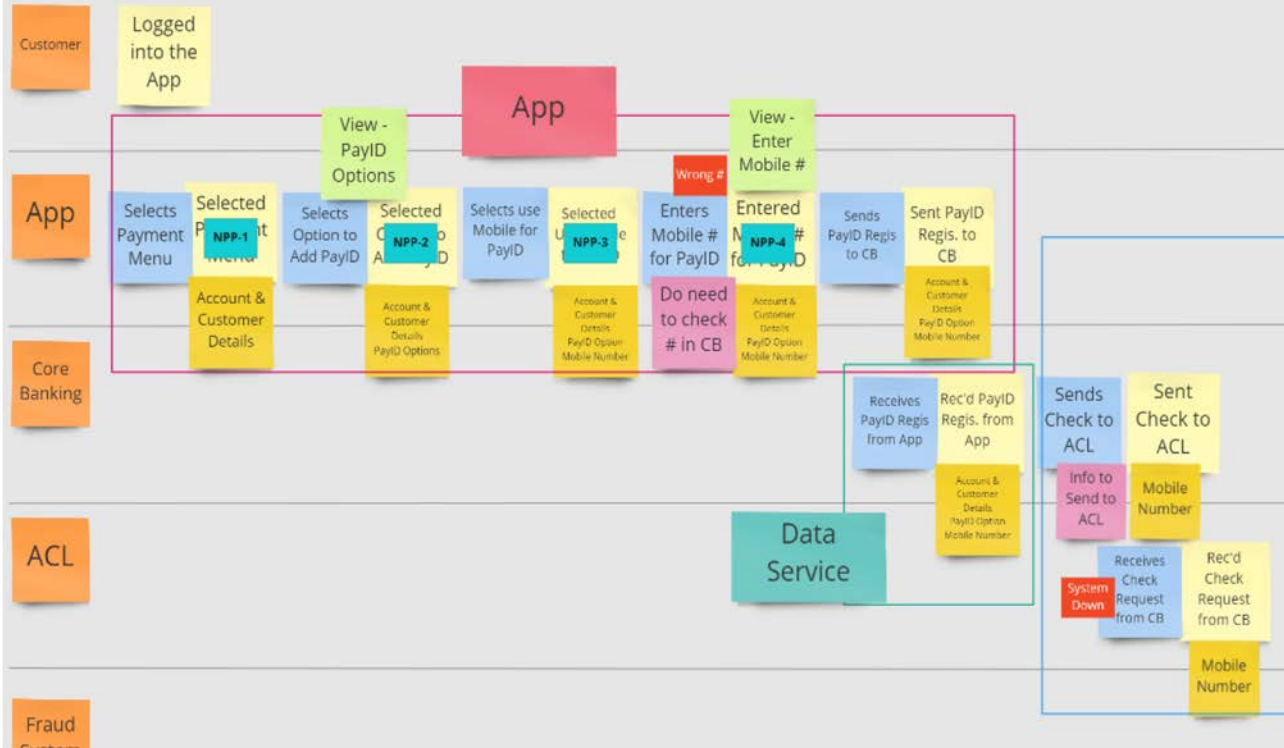 Customer
Logged
into the
App
App
View -
PayID
Options
View -
Enter
Mobile #
Wrong #
App
Selects
Payment
Menu
Selected
NPP-1
Account &
Customer
Details
Selects
Option to
Add PayID
Selected
NPP-2
Account &
Customer
Details
PayID Options
Selects use
Mobile for
PayID
Selected
NPP-3
Account &
Customer
Details
PayID Option
Mobile Number
Enters
Mobile #
for PayID
Do need
to check
# in CB
Entered
NPP-4
Account &
Customer
Details
PayID Option
Mobile Number
Sends
PayID Regis
to CB
Sent PayID
Regis. to
CB
Account &
Customer
Details
PayID Option
Mobile Number
Core
Banking
Receives
PayID Regis
from App
Rec'd PayID
Regis. from
App
Account &
Customer
Details
PayID Option
Mobile Number
Sends
Check to
ACL
Sent
Check to
ACL
Info to
Send to
ACL
Mobile
Number
ACL
Data
Service
System
Down
Receives
Check
Request
from CB
Rec'd
Check
Request
from CB
Mobile
Number
Fraud